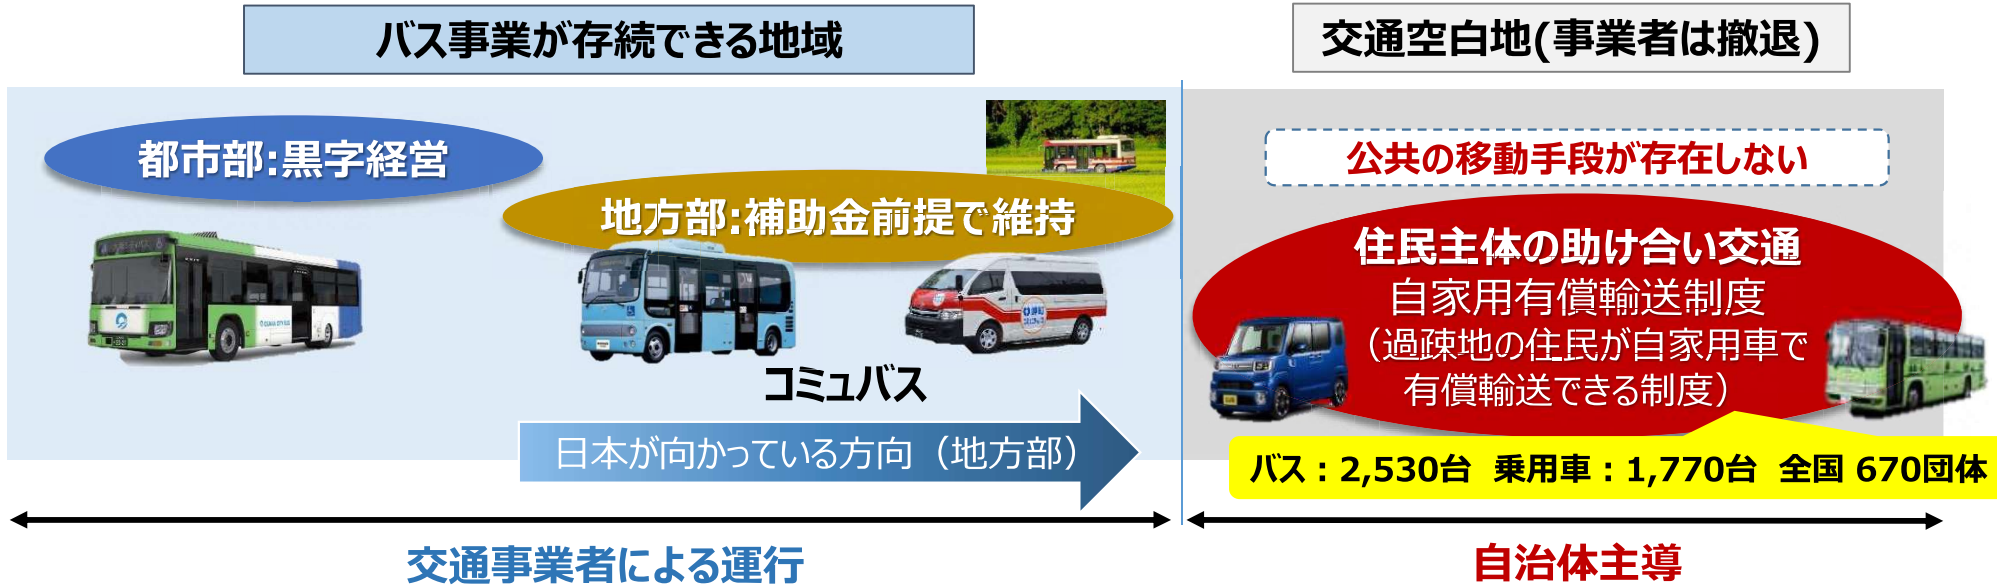 バス事業が存続できる地域
交通空白地(事業者は撤退)
都市部:黒字経営
地方部:補助金前提で維持
公共の移動手段が存在しない
住民主体の助け合い交通
自家用有償輸送制度
（過疎地の住民が自家用車で
有償輸送できる制度）
OSAKA CITY BUS
コミュバス
日本が向かっている方向（地方部）
バス：2,530台 乗用車：1,770台 全国 670団体
交通事業者による運行
自治体主導